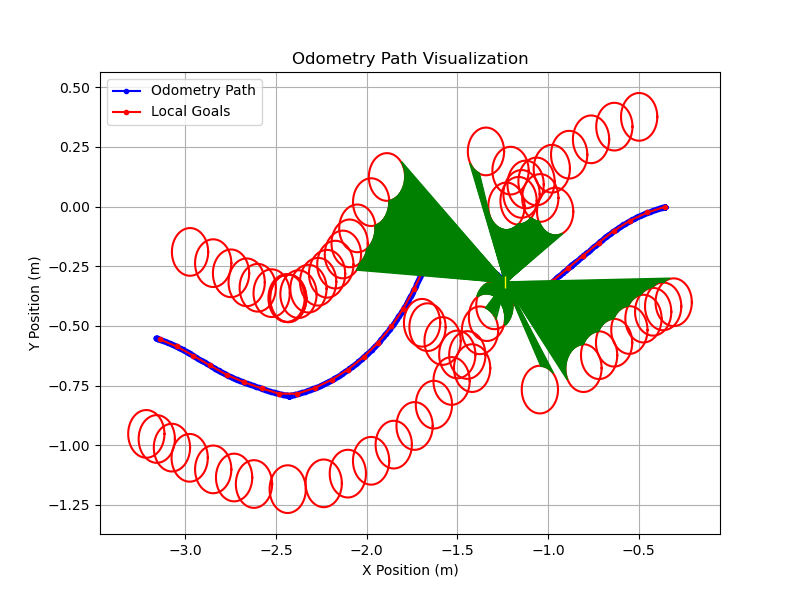 Odometry Path Visualization
Odometry Path
Local Goals
Y Position (m)
0.50
0.25
0.00
−0.25
−0.50
−0.75
−1.00
−1.25
−3.0 −2.5 −2.0 −1.5 −1.0 −0.5
X Position (m)